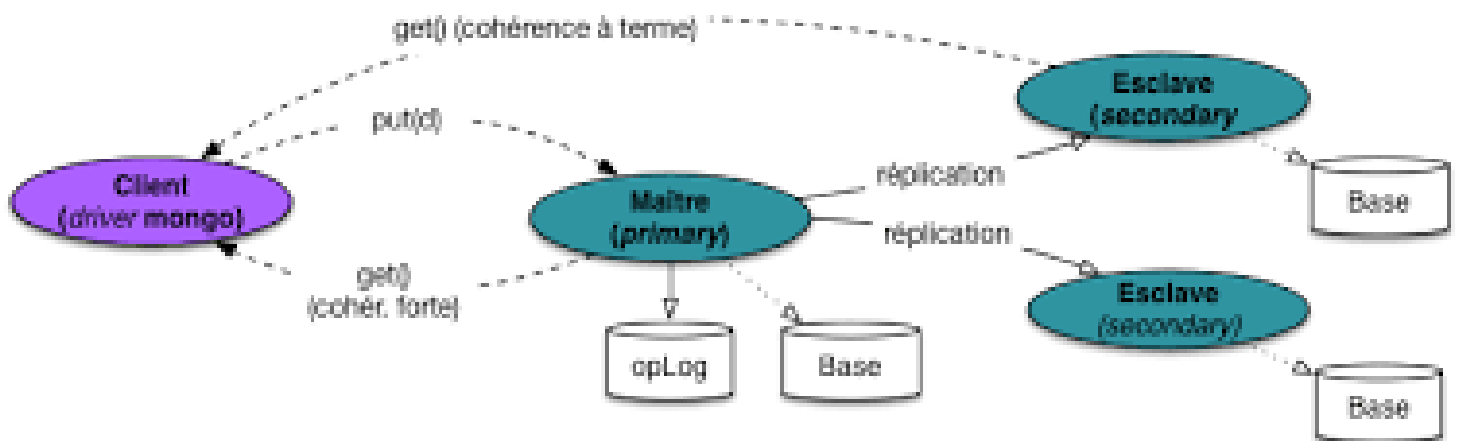 get() (cohérence à terme)
put(d)
Client
(driver mongo)
get()
(cohér. forte)
Maître
(primary)
opLog
Base
réplication
réplication
Esclave
(secondary
Base
Esclave
(secondary)
Base